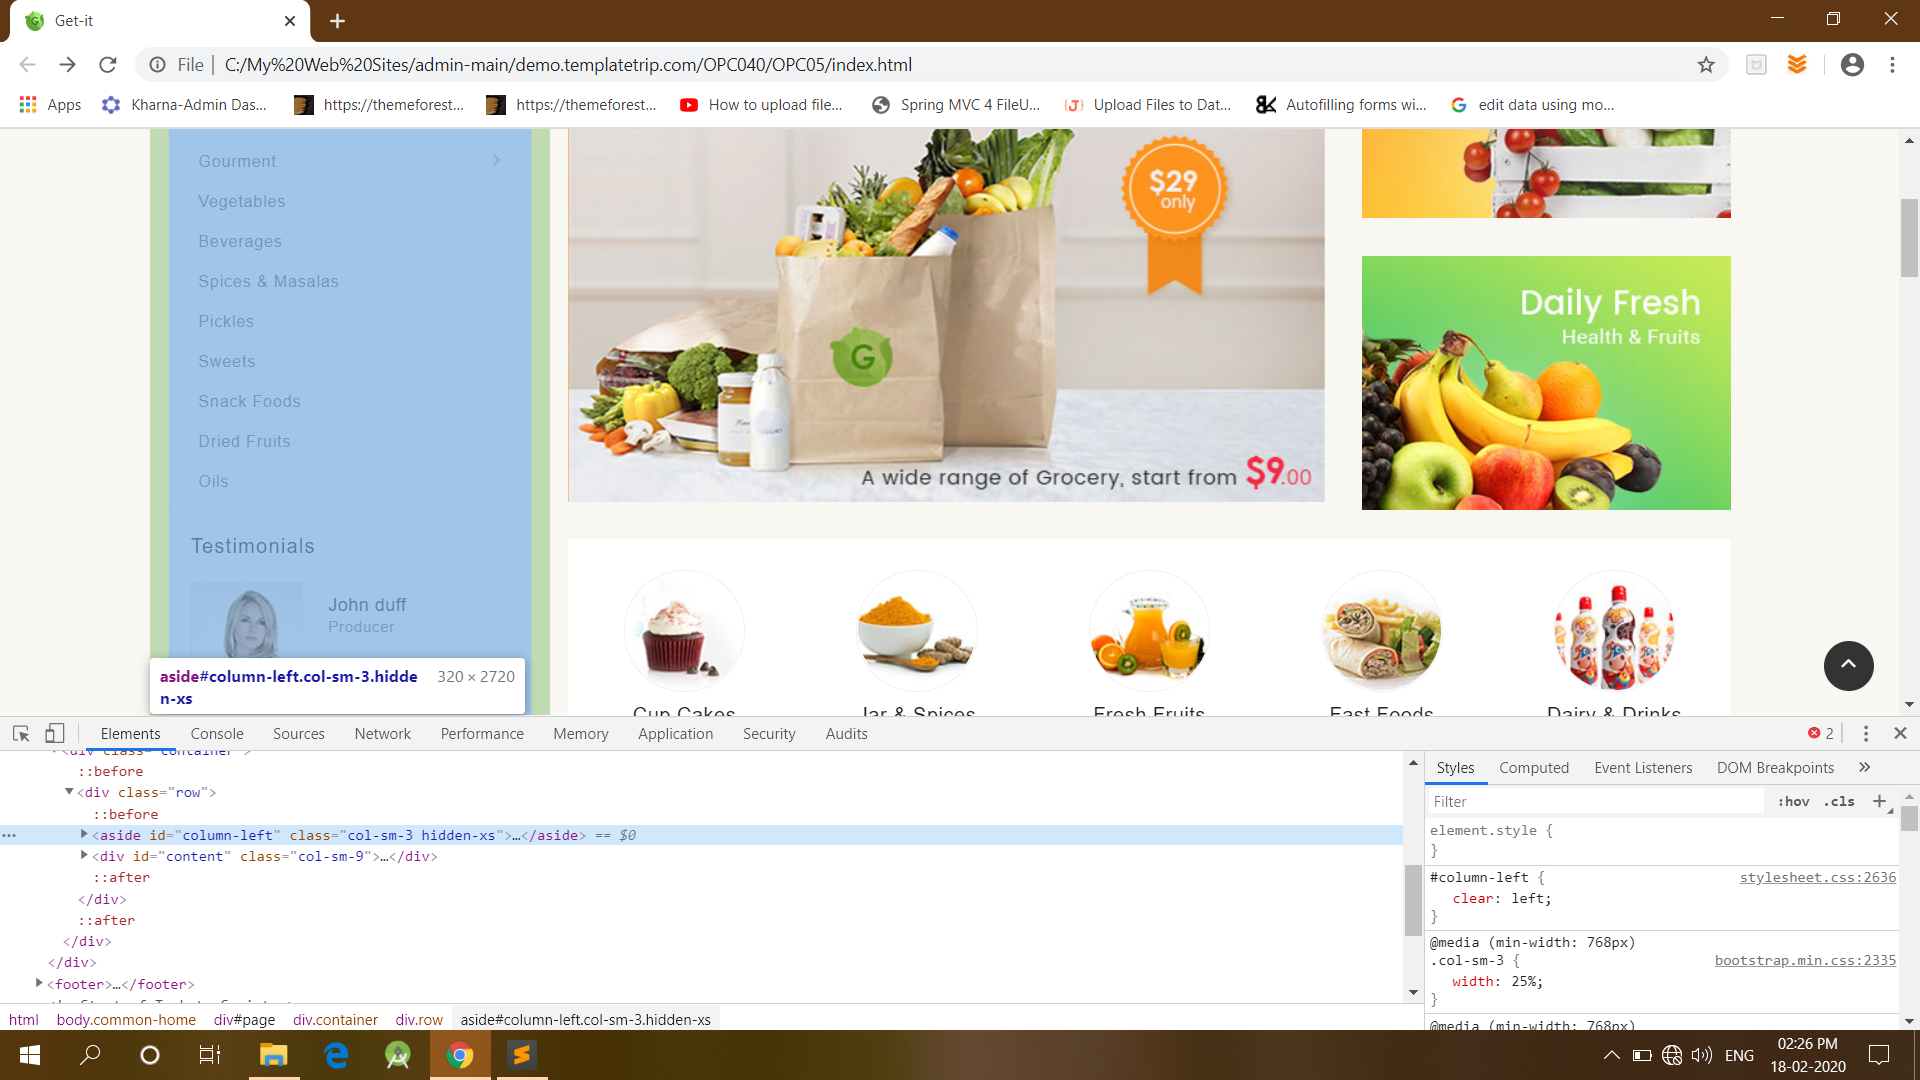 Get-it
File | C:/My%20Web%20Sites/admin-main/demo.templatetrip.com/OPC040/OPC05/index.html
Apps Kharna-Admin Das... https://themeforest... https://themeforest... How to upload file... Spring MVC 4 FileU... Upload Files to Dat... Autofilling forms wi... edit data using mo...
Gourment
Vegetables
Beverages
Spices & Masalas
Pickles
Sweets
Snack Foods
Dried Fruits
Oils
Testimonials
John duff
Producer
aside#column-left.col-sm-3.hidde
n-xs
320 × 2720
$29
only
G
A wide range of Grocery, start from $9.00
Daily Fresh
Health & Fruits
Cup Cakes Jar & Spices Fresh Fruits Fast Foods Dairy & Drinks
Elements Console Sources Network Performance Memory Application Security Audits 2
<div class="container">
::before
<div class="row">
::before
<aside id="column-left" class="col-sm-3 hidden-xs">…</aside> == $0
<div id="content" class="col-sm-9">…</div>
::after
</div>
::after
</div>
</div>
<footer>…</footer>
html body.common-home div#page div.container div.row aside#column-left.col-sm-3.hidden-xs
Styles Computed Event Listeners DOM Breakpoints
Filter :hov .cls
element.style {
}
#column-left { stylesheet.css:2636
clear: left;
}
@media (min-width: 768px)
.col-sm-3 { bootstrap.min.css:2335
width: 25%;
}
@media (min-width: 768px)
ENG
02:26 PM
18-02-2020